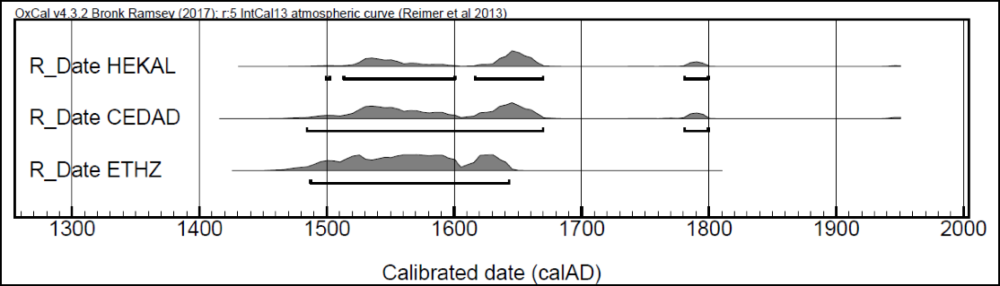 OxCal v4.3.2 Bronk Ramsey (2017); r:5 IntCal13 atmospheric curve (Reimer et al 2013)
R_Date HEKAL
R_Date CEDAD
R_Date ETHZ
1300 1400 1500 1600 1700 1800 1900 2000
Calibrated date (calAD)